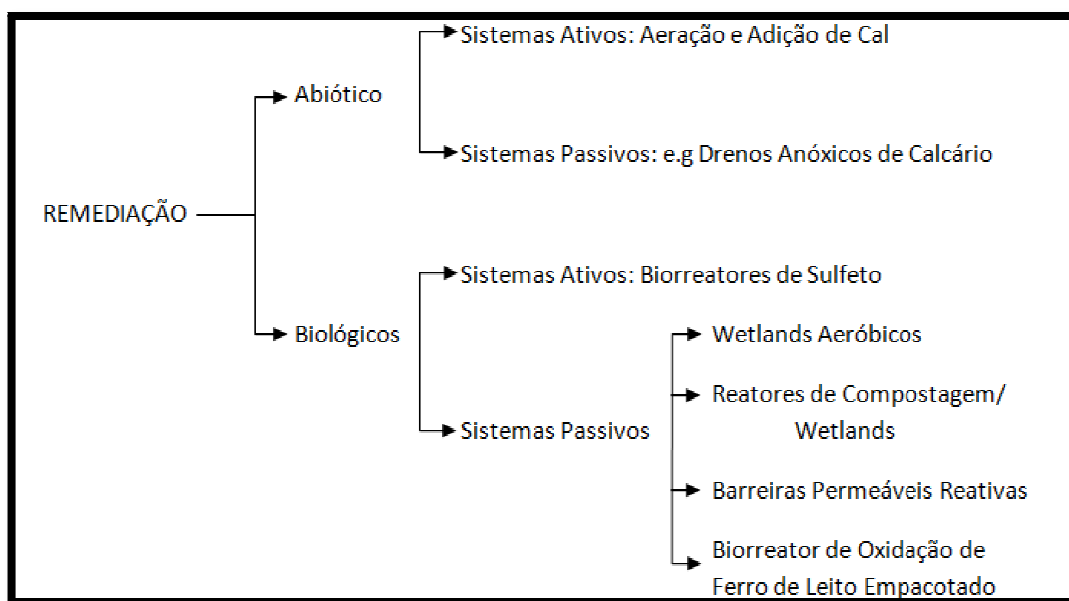 Sistemas Ativos: Aeração e Adição de Cal
Abiótico
Sistemas Passivos: e.g Drenos Anóxicos de Calcário
REMEDIAÇÃO
Sistemas Ativos: Biorreatores de Sulfeto
Biológicos
Wetlands Aeróbicos
Reatores de Compostagem/
Wetlands
Sistemas Passivos
Barreiras Permeáveis Reativas
Biorreator de Oxidação de
Ferro de Leito Empacotado